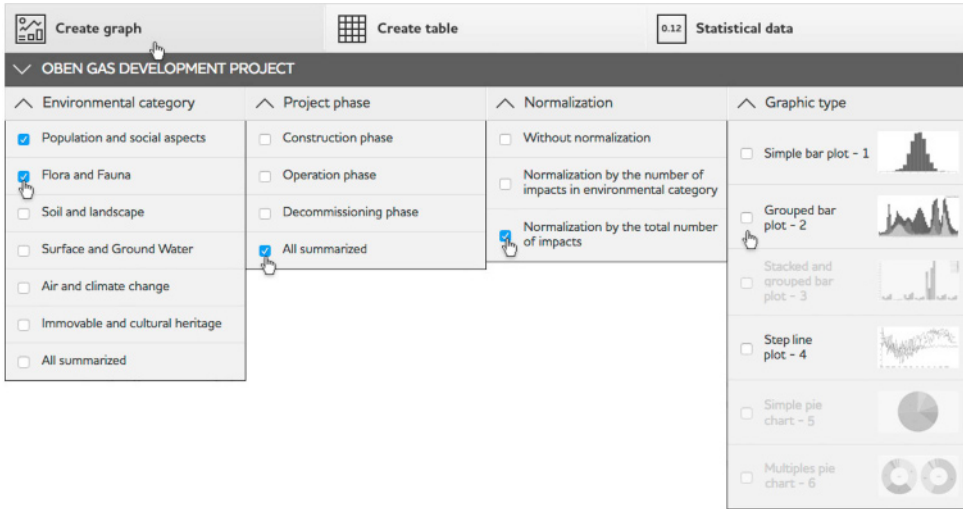 Create graph
Create table
0.12
Statistical data
OBEN GAS DEVELOPMENT PROJECT
Environmental category
Population and social aspects
Flora and Fauna
Soil and landscape
Surface and Ground Water
Air and climate change
Immovable and cultural heritage
All summarized
Project phase
Construction phase
Operation phase
Decommissioning phase
All summarized
Normalization
Without normalization
Normalization by the number of
impacts in environmental category
Normalization by the total number
of impacts
Graphic type
Simple bar plot - 1
Grouped bar
plot - 2
Stacked and
grouped bar
plot - 3
Step line
plot - 4
Simple pie
chart - 5
Multiples pie
chart - 6